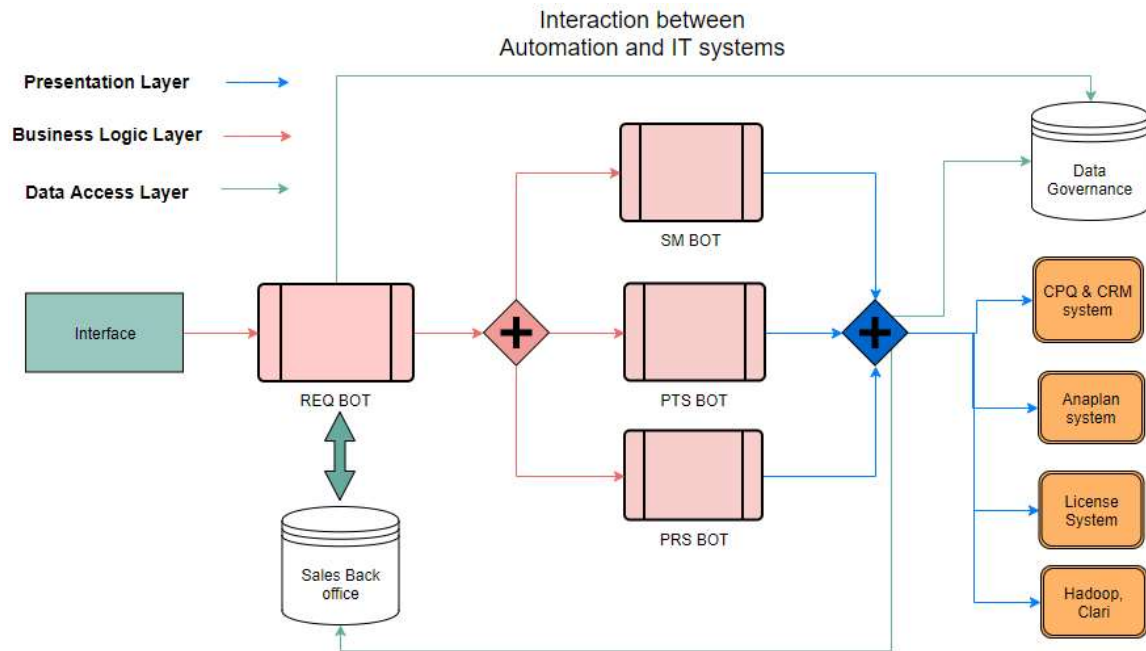 Interaction between
Automation and IT systems
Presentation Layer
Business Logic Layer
Data Access Layer
Data
Governance
SM BOT
CPQ & CRM
system
Interface
REQ BOT
PTS BOT
Anaplan
system
License
System
PRS BOT
Sales Back
office
Hadoop,
Clari